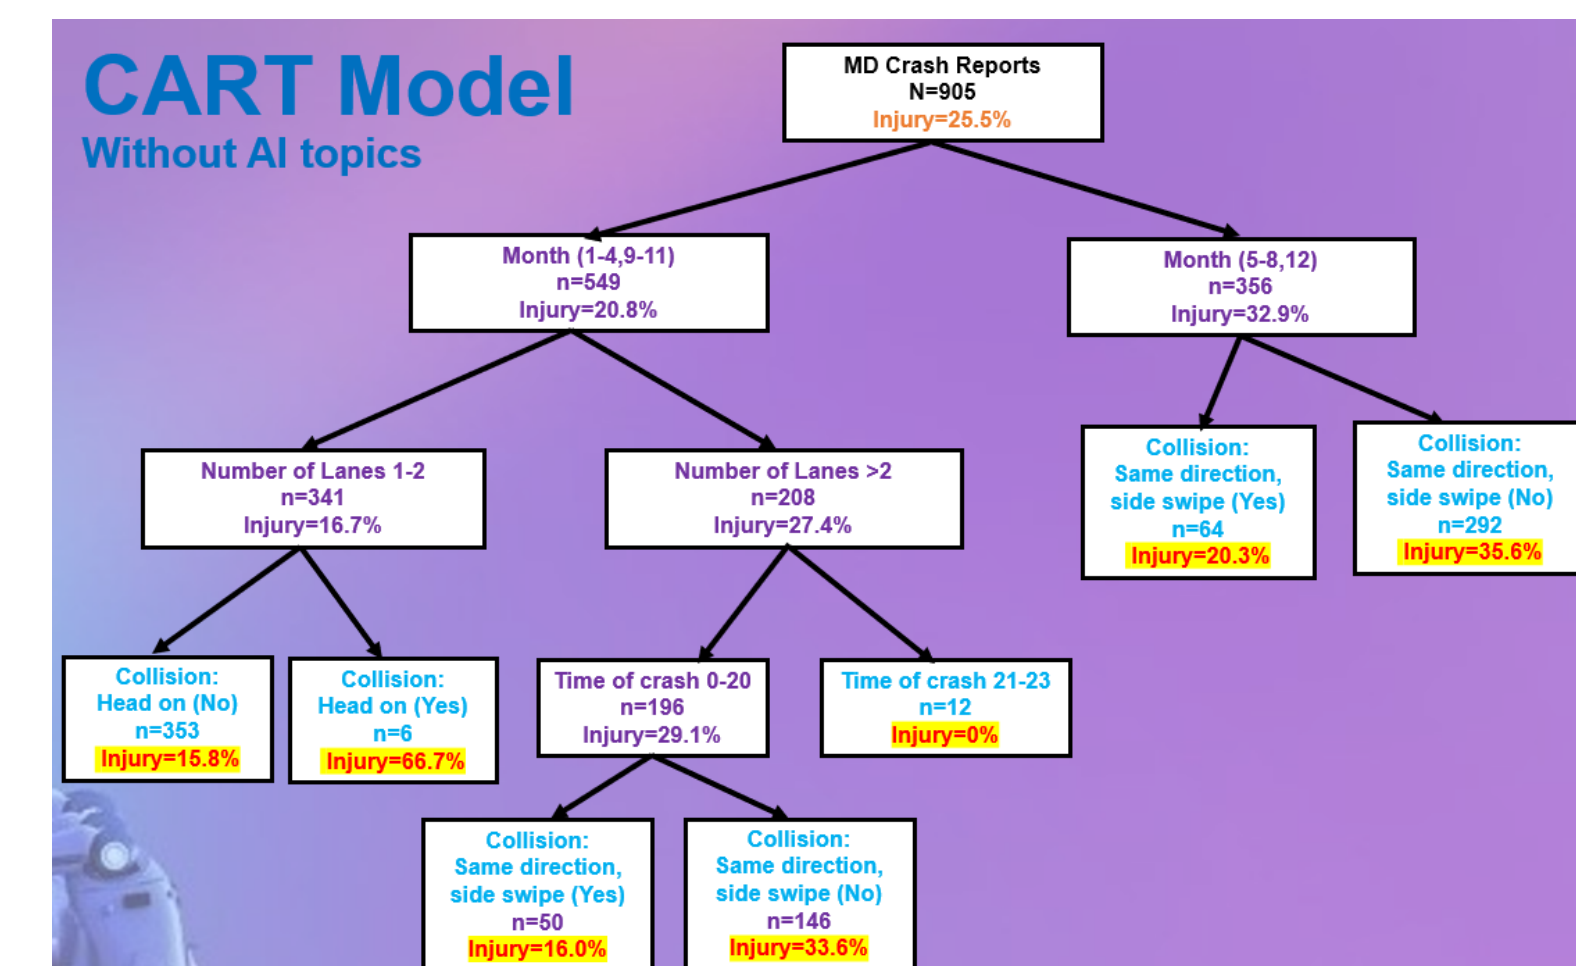 CART Model
Without AI topics
MD Crash Reports
N=905
Injury=25.5%
Month (1-4,9-11)
n=549
Injury=20.8%
Month (5-8,12)
n=356
Injury=32.9%
Number of Lanes 1-2
n=341
Injury=16.7%
Number of Lanes >2
n=208
Injury=27.4%
Collision:
Same direction,
side swipe (Yes)
n=64
Injury=20.3%
Collision:
Same direction,
side swipe (No)
n=292
Injury=35.6%
Collision:
Head on (No)
n=353
Injury=15.8%
Collision:
Head on (Yes)
n=6
Injury=66.7%
Time of crash 0-20
n=196
Injury=29.1%
Time of crash 21-23
n=12
Injury=0%
Collision:
Same direction,
side swipe (Yes)
n=50
Injury=16.0%
Collision:
Same direction,
side swipe (No)
n=146
Injury=33.6%